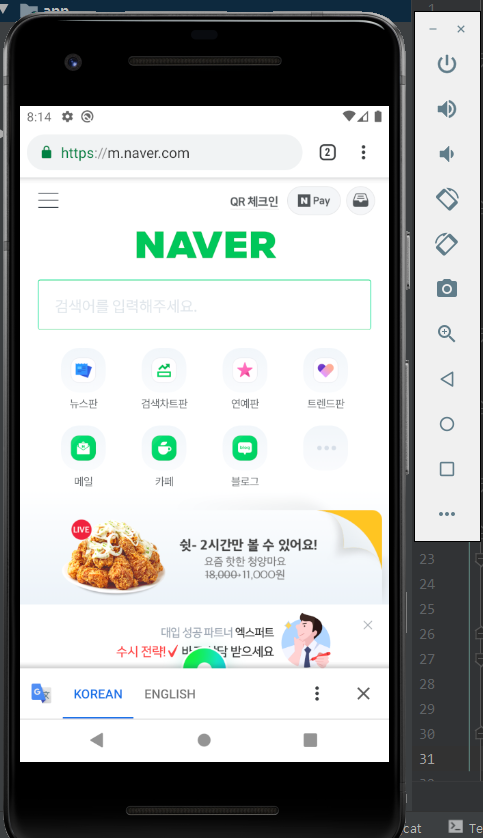 app
1
8:14
https://m.naver.com
2
QR 체크인
N Pay
NAVER
검색어를 입력해주세요.
뉴스판
검색차트판
연예판
트렌드판
메일
카페
blog
블로그
LIVE
쉿- 2시간만 볼 수 있어요!
요즘 핫한 청양마요
18,000→11,000원
대입 성공 파트너 엑스퍼트
수시 전략!
받으세요
KOREAN
ENGLISH
23
24
25
26
27
28
29
30
31
cat
Te